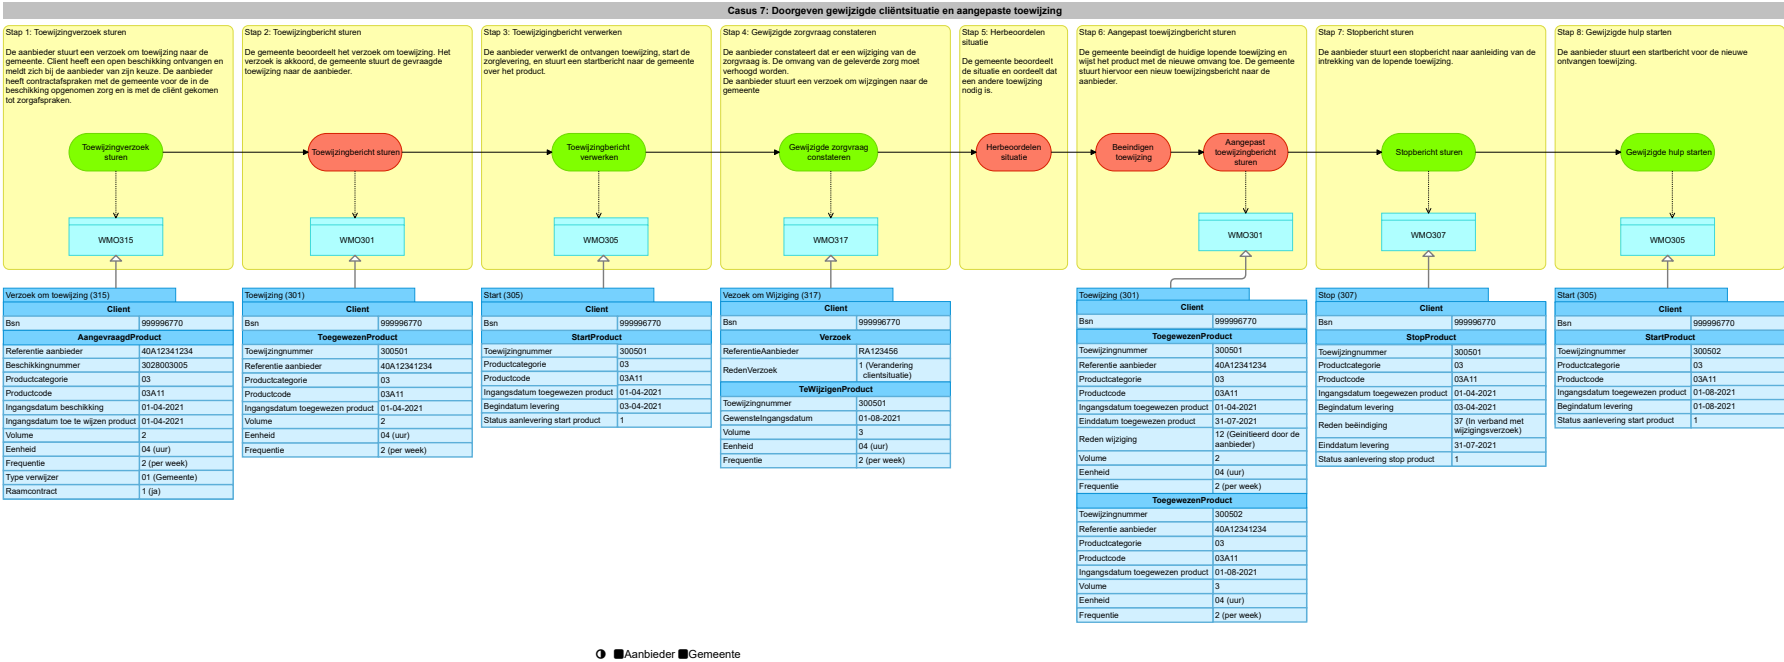 Casus 7: Doorgeven gewijzigde cliëntsituatie en aangepaste toewijzing
Stap 1: Toewijzingverzoek sturen
De aanbieder stuurt een verzoek om toewijzing naar de
gemeente. Client heeft een open beschikking ontvangen en
meldt zich bij de aanbieder van zijn keuze. De aanbieder
heeft contractafspraken met de gemeente voor de in de
beschikking opgenomen zorg en is met de cliënt gekomen
tot zorgafspraken.
Toewijzingverzoek
sturen
WMO315
Stap 2: Toewijzingbericht sturen
De gemeente beoordeelt het verzoek om toewijzing. Het
verzoek is akkoord, de gemeente stuurt de gevraagde
toewijzing naar de aanbieder.
Toewijzingbericht sturen
WMO301
Stap 3: Toewijzigingbericht verwerken
De aanbieder verwerkt de ontvangen toewijzing, start de
zorglevering, en stuurt een startbericht naar de gemeente
over het product.
Toewijzingbericht
verwerken
WMO305
Stap 4: Gewijzigde zorgvraag constateren
De aanbieder constateert dat er een wijziging van de
zorgvraag is. De omvang van de geleverde zorg moet
verhoogd worden.
De aanbieder stuurt een verzoek om wijzgingen naar de
gemeente
Gewijzigde zorgvraag
constateren
WMO317
Stap 5: Herbeoordelen
situatie
De gemeente beoordeelt
de situatie en oordeelt dat
een andere toewijzing
nodig is.
Herbeoordelen
situatie
Stap 6: Aangepast toewijzingbericht sturen
De gemeente beeindigt de huidige lopende toewijzing en
wijst het product met de nieuwe omvang toe. De gemeente
stuurt hiervoor een nieuw toewijzingsbericht naar de
aanbieder.
Beeindigen
toewijzing
Aangepast
toewijzingbericht
sturen
WMO301
Stap 7: Stopbericht sturen
De aanbieder stuurt een stopbericht naar aanleiding van de
intrekking van de lopende toewijzing.
Stopbericht sturen
WMO307
Stap 8: Gewijzigde hulp starten
De aanbieder stuurt een startbericht voor de nieuwe
ontvangen toewijzing.
Gewijzigde hulp starten
WMO305
Verzoek om toewijzing (315)
Client
Bsn 999996770
AangevraagdProduct
Referentie aanbieder 40A12341234
Beschikkingnummer 3028003005
Productcategorie 03
Productcode 03A11
Ingangsdatum beschikking 01-04-2021
Ingangsdatum toe te wijzen product 01-04-2021
Volume 2
Eenheid 04 (uur)
Frequentie 2 (per week)
Type verwijzer 01 (Gemeente)
Raamcontract 1 (ja)
Toewijzing (301)
Client
Bsn 999996770
ToegewezenProduct
Toewijzingnummer 300501
Referentie aanbieder 40A12341234
Productcategorie 03
Productcode 03A11
Ingangsdatum toegewezen product 01-04-2021
Volume 2
Eenheid 04 (uur)
Frequentie 2 (per week)
Start (305)
Client
Bsn 999996770
StartProduct
Toewijzingnummer 300501
Productcategorie 03
Productcode 03A11
Ingangsdatum toegewezen product 01-04-2021
Begindatum levering 03-04-2021
Status aanlevering start product 1
Vezoek om Wijziging (317)
Client
Bsn 999996770
Verzoek
ReferentieAanbieder RA123456
RedenVerzoek 1 (Verandering
clientsituatie)
TeWijzigenProduct
Toewijzingnummer 300501
GewensteIngangsdatum 01-08-2021
Volume 3
Eenheid 04 (uur)
Frequentie 2 (per week)
Toewijzing (301)
Client
Bsn 999996770
ToegewezenProduct
Toewijzingnummer 300501
Referentie aanbieder 40A12341234
Productcategorie 03
Productcode 03A11
Ingangsdatum toegewezen product 01-04-2021
Einddatum toegewezen product 31-07-2021
Reden wijziging 12 (Geinitieerd door de
aanbieder)
Volume 2
Eenheid 04 (uur)
Frequentie 2 (per week)
ToegewezenProduct
Toewijzingnummer 300502
Referentie aanbieder 40A12341234
Productcategorie 03
Productcode 03A11
Ingangsdatum toegewezen product 01-08-2021
Volume 3
Eenheid 04 (uur)
Frequentie 2 (per week)
Stop (307)
Client
Bsn 999996770
StopProduct
Toewijzingnummer 300501
Productcategorie 03
Productcode 03A11
Ingangsdatum toegewezen product 01-04-2021
Begindatum levering 03-04-2021
Reden beëindiging 37 (In verband met
wijzigingsverzoek)
Einddatum levering 31-07-2021
Status aanlevering stop product 1
Start (305)
Client
Bsn 999996770
StartProduct
Toewijzingnummer 300502
Productcategorie 03
Productcode 03A11
Ingangsdatum toegewezen product 01-08-2021
Begindatum levering 01-08-2021
Status aanlevering start product 1
Aanbieder Gemeente